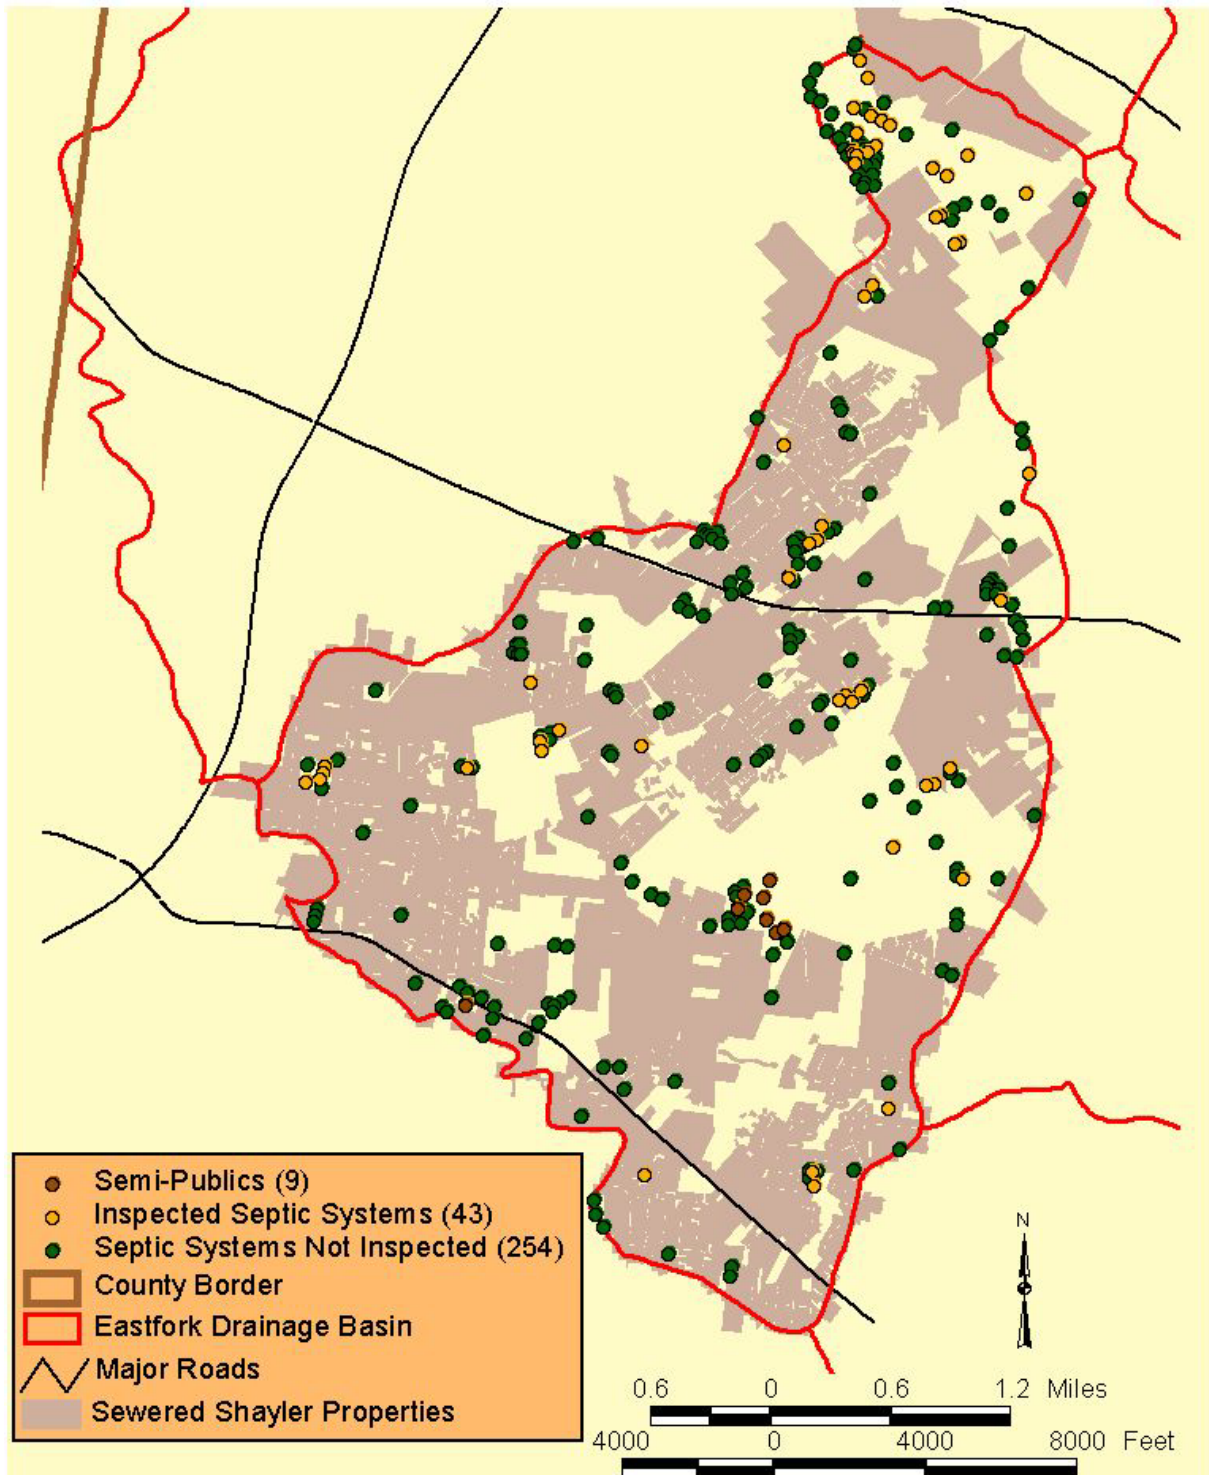 Semi-Publics (9)
Inspected Septic Systems (43)
Septic Systems Not Inspected (254)
County Border
Eastfork Drainage Basin
Major Roads
Sewered Shayler Properties
N
0.6 0 0.6 1.2 Miles
4000 0 4000 8000 Feet